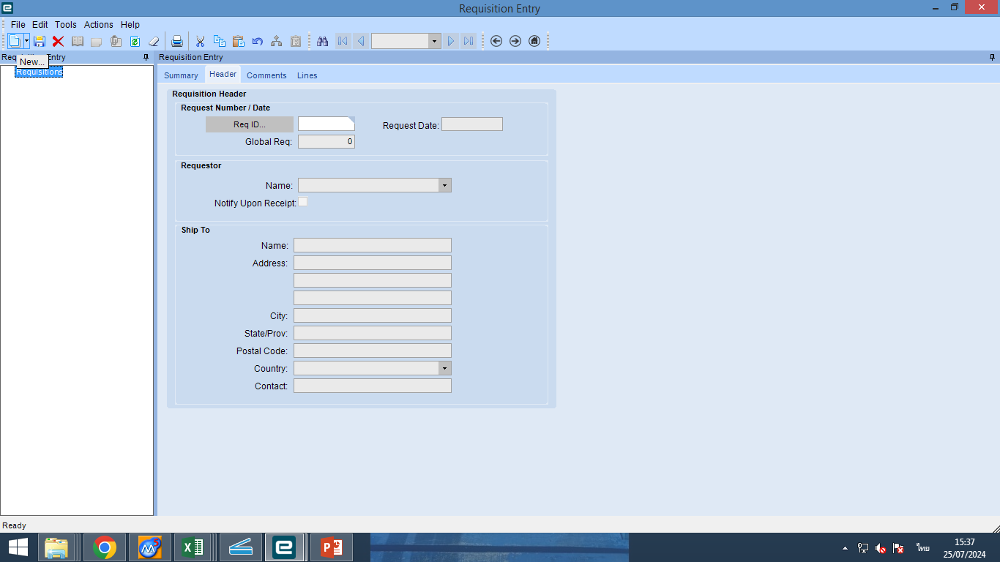 Requisition Entry
File Edit Tools Actions Help
Requisition Entry
New...
Requisitions
Requisition Entry
Summary Header Comments Lines
Requisition Header
Request Number / Date
Req ID...
Request Date:
Global Req: 0
Requestor
Name:
Notify Upon Receipt:
Ship To
Name:
Address:
City:
State/Prov:
Postal Code:
Country:
Contact:
Ready
ไทย
15:37
25/07/2024